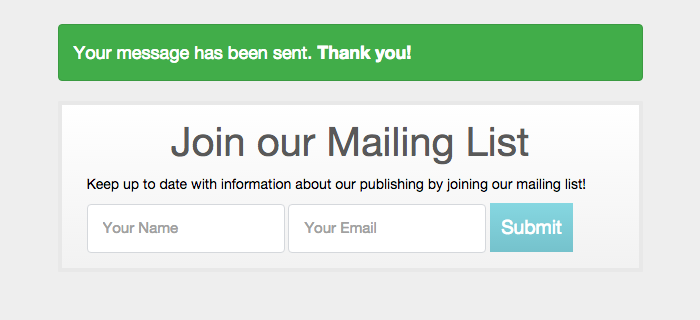 Your message has been sent. Thank you!
Join our Mailing List
Keep up to date with information about our publishing by joining our mailing list!
Your Name Your Email Submit